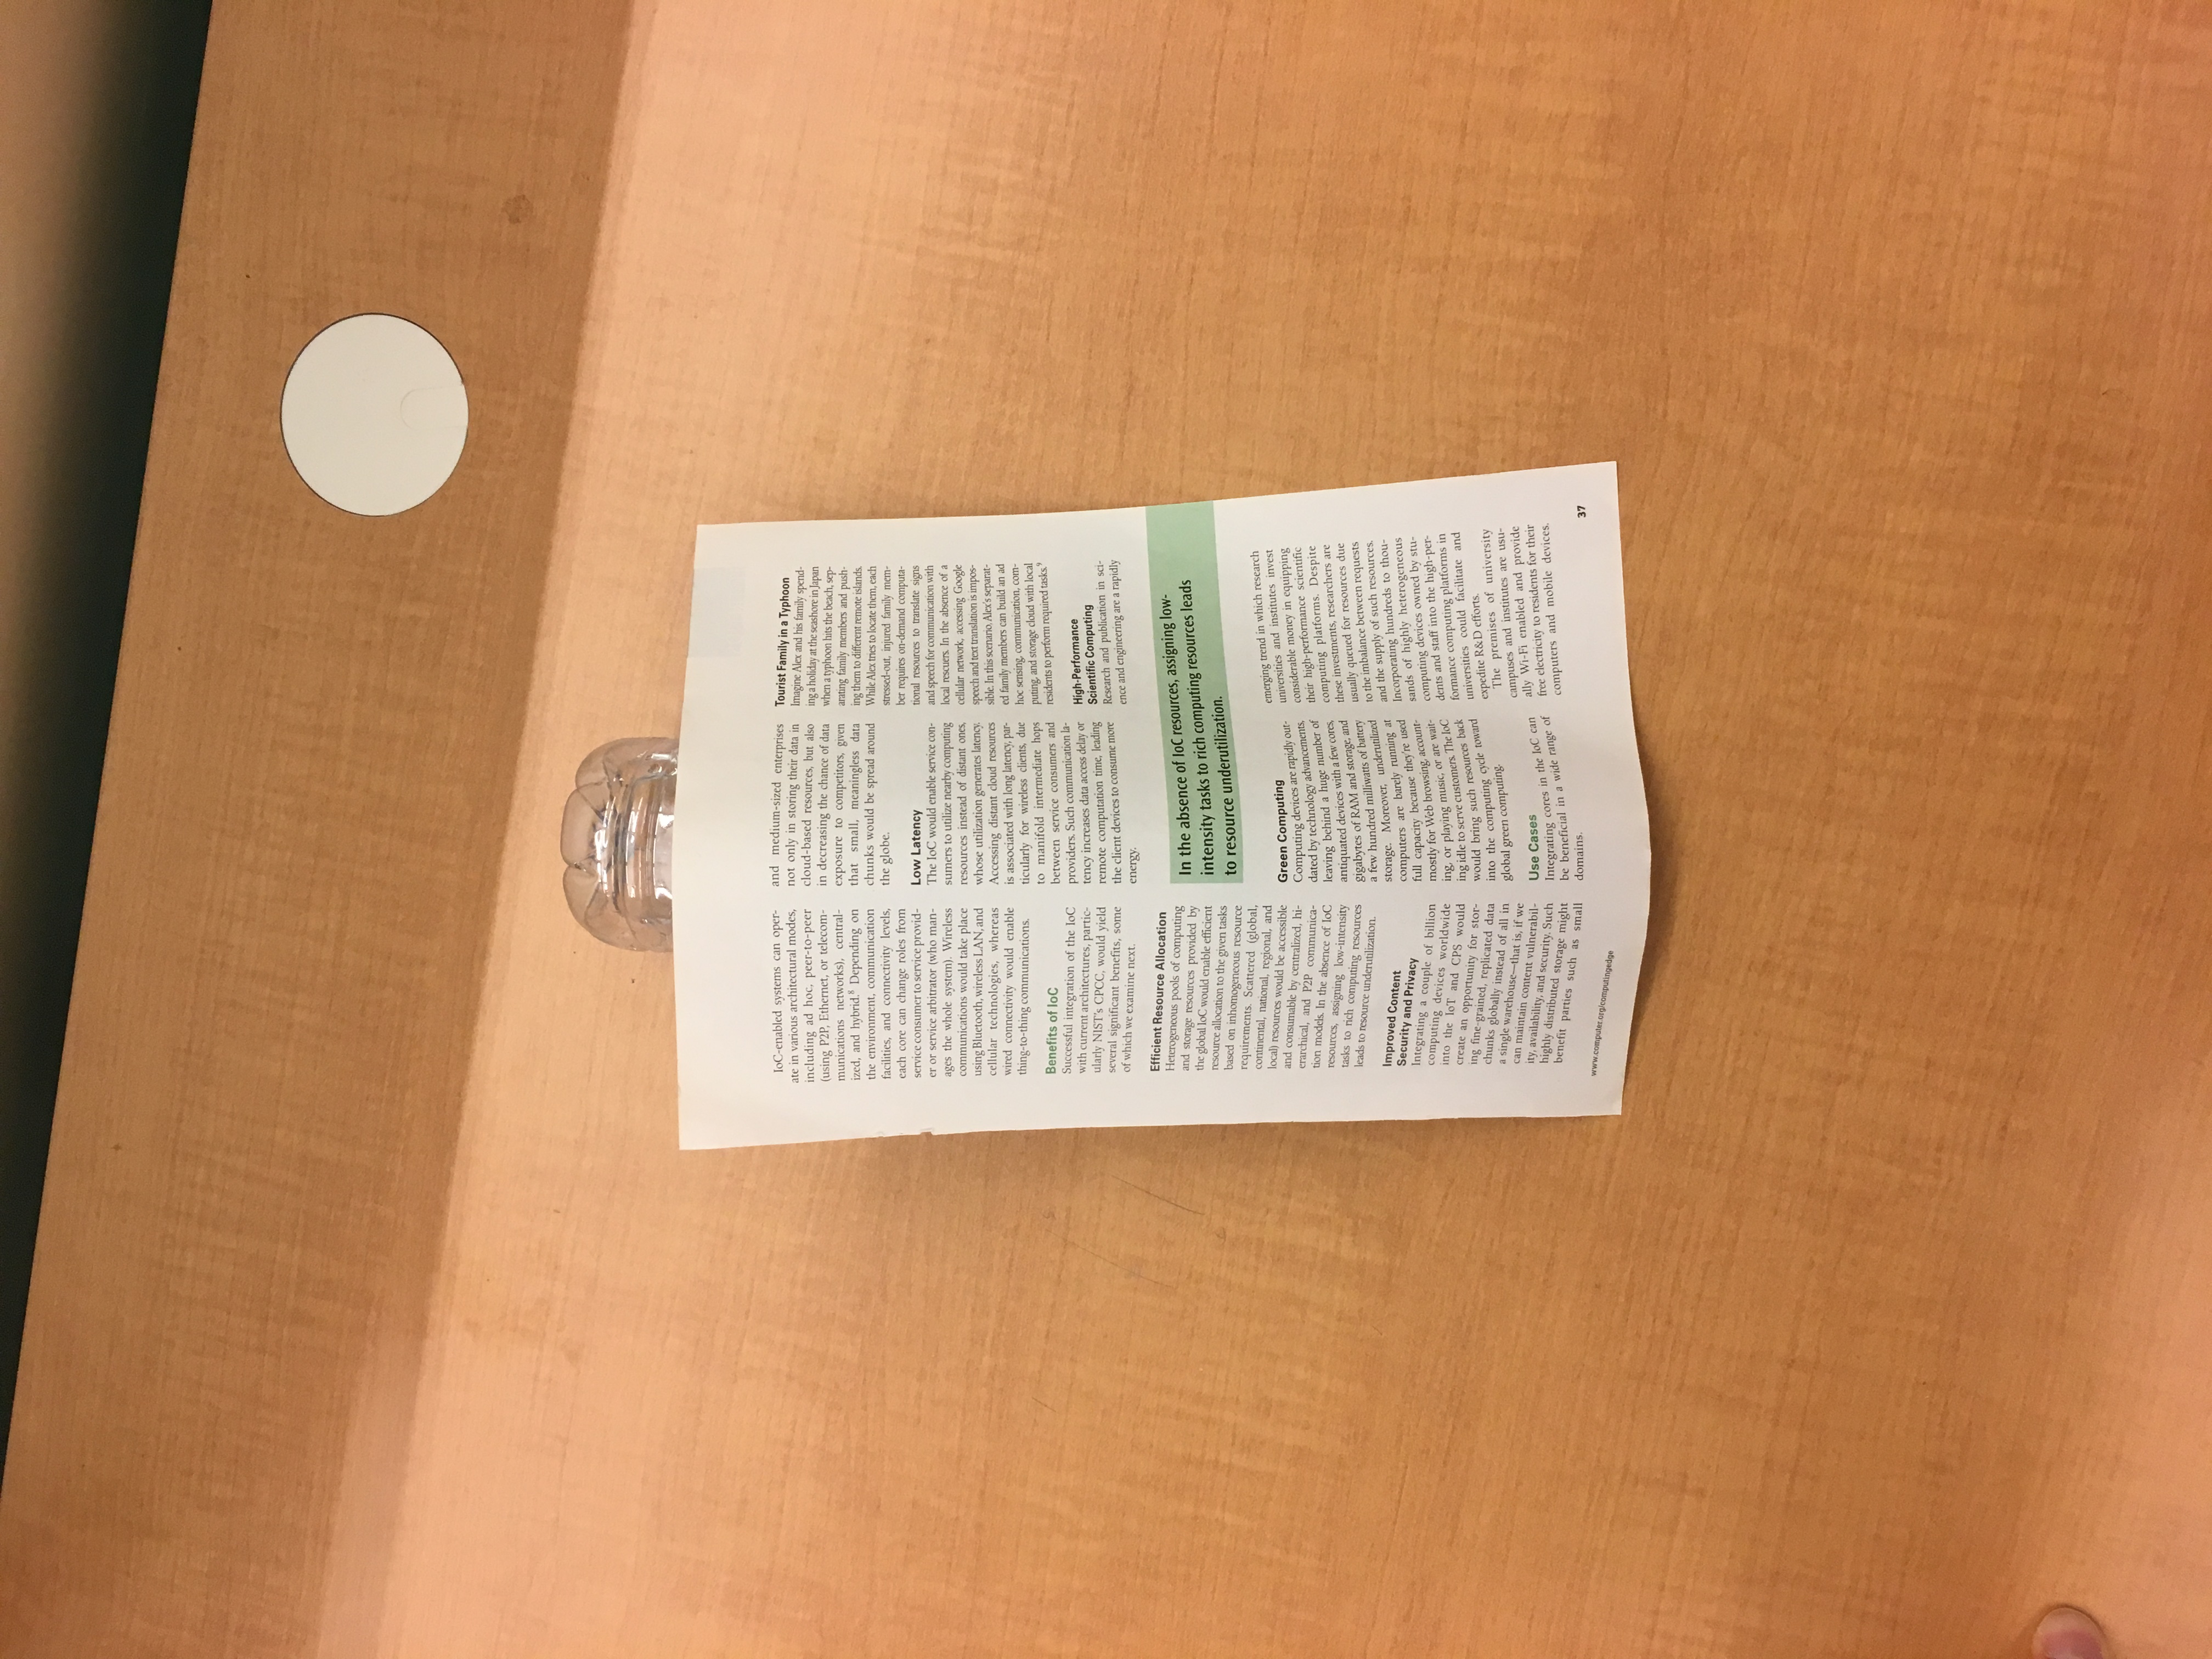 IoC-enabled systems can oper-
ate in various architectural modes,
including ad hoc, peer-to-peer
(using P2P, Ethernet, or telecom-
munications networks), central-
ized, and hybrid.⁸ Depending on
the environment, communication
facilities, and connectivity levels,
each core can change roles from
service consumer to service provid-
er or service arbitrator (who man-
ages the whole system). Wireless
communications would take place
using Bluetooth, wireless LAN, and
cellular technologies, whereas
wired connectivity would enable
thing-to-thing communications.
Benefits of IoC
Successful integration of the IoC
with current architectures, partic-
ularly NIST's CPCC, would yield
several significant benefits, some
of which we examine next.
Efficient Resource Allocation
Heterogeneous pools of computing
and storage resources provided by
the global IoC would enable efficient
resource allocation to the given tasks
based on inhomogeneous resource
requirements. Scattered (global,
continental, national, regional, and
local) resources would be accessible
and consumable by centralized, hi-
erarchical, and P2P communica-
tion models. In the absence of IoC
resources, assigning low-intensity
tasks to rich computing resources
leads to resource underutilization.
Improved Content
Security and Privacy
Integrating a couple of billion
computing devices worldwide
into the IoT and CPS would
create an opportunity for stor-
ing fine-grained, replicated data
chunks globally instead of all in
a single warehouse—that is, if we
can maintain content vulnerabil-
ity, availability, and security. Such
highly distributed storage might
benefit parties such as small
and medium-sized enterprises
not only in storing their data in
cloud-based resources, but also
in decreasing the chance of data
exposure to competitors, given
that small, meaningless data
chunks would be spread around
the globe.
Low Latency
The IoC would enable service con-
sumers to utilize nearby computing
resources instead of distant ones,
whose utilization generates latency.
Accessing distant cloud resources
is associated with long latency, par-
ticularly for wireless clients, due
to manifold intermediate hops
between service consumers and
providers. Such communication la-
tency increases data access delay or
remote computation time, leading
the client devices to consume more
energy.
In the absence of IoC resources, assigning low-
intensity tasks to rich computing resources leads
to resource underutilization.
Green Computing
Computing devices are rapidly out-
dated by technology advancements,
leaving behind a huge number of
antiquated devices with a few cores,
gigabytes of RAM and storage, and
a few hundred milliwatts of battery
storage. Moreover, underutilized
computers are barely running at
full capacity because they're used
mostly for Web browsing, account-
ing, or playing music, or are wait-
ing idle to serve customers. The IoC
would bring such resources back
into the computing cycle toward
global green computing.
Use Cases
Integrating cores in the IoC can
be beneficial in a wide range of
domains.
Tourist Family in a Typhoon
Imagine Alex and his family spend-
ing a holiday at the seashore in Japan
when a typhoon hits the beach, sep-
arating family members and push-
ing them to different remote islands.
While Alex tries to locate them, each
stressed-out, injured family mem-
ber requires on-demand computa-
tional resources to translate signs
and speech for communication with
local rescuers. In the absence of a
cellular network, accessing Google
speech and text translation is impos-
sible. In this scenario, Alex's separat-
ed family members can build an ad
hoc sensing, communication, com-
puting, and storage cloud with local
residents to perform required tasks.⁹
High-Performance
Scientific Computing
Research and publication in sci-
ence and engineering are a rapidly
emerging trend in which research
universities and institutes invest
considerable money in equipping
their high-performance scientific
computing platforms. Despite
these investments, researchers are
usually queued for resources due
to the imbalance between requests
and the supply of such resources.
Incorporating hundreds to thou-
sands of highly heterogeneous
computing devices owned by stu-
dents and staff into the high-per-
formance computing platforms in
universities could facilitate and
expedite R&D efforts.
The premises of university
campuses and institutes are usu-
ally Wi-Fi enabled and provide
free electricity to residents for their
computers and mobile devices.
www.computer.org/computingedge
37